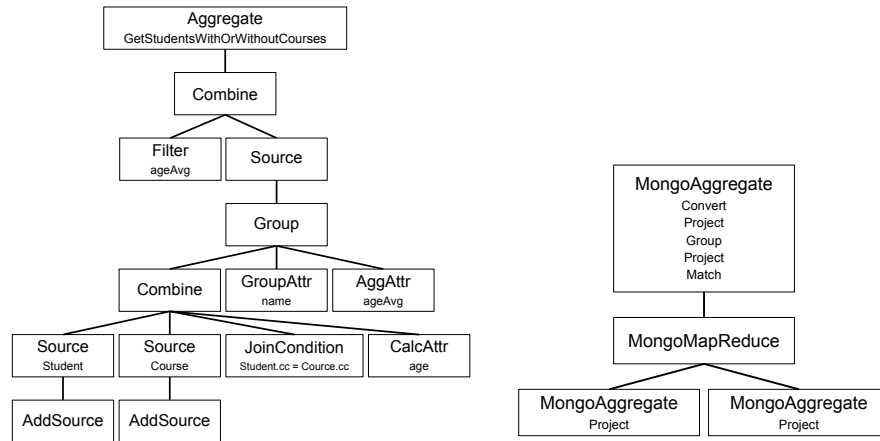 Aggregate
GetStudentsWithOrWithoutCourses
Combine
Filter
ageAvg
Source
Group
Combine
GroupAttr
name
AggAttr
ageAvg
Source
Student
Source
Course
JoinCondition
Student.cc = Cource.cc
CalcAttr
age
AddSource
AddSource
MongoAggregate
Convert
Project
Group
Project
Match
MongoMapReduce
MongoAggregate
Project
MongoAggregate
Project